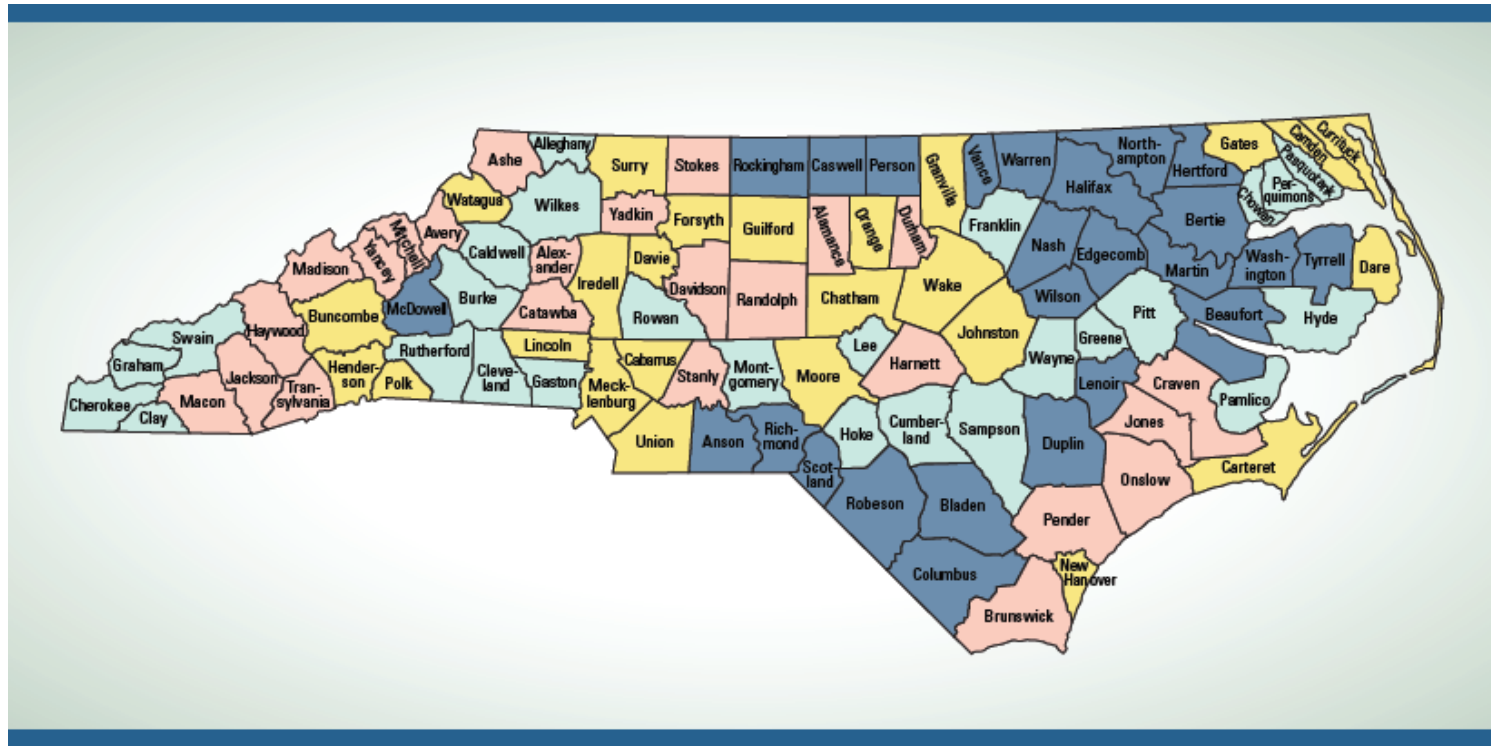 Ashe
Alleghany
Surry
Stokes
Rockingham
Caswell
Person
Granville
Vance
Warren
North-
ampton
Hertford
Gates
Camden
Currituck
Pasquotank
Per-
quimons
Chowan
Halifax
Bertie
Watagua
Wilkes
Yadkin
Forsyth
Guilford
Alamance
Orange
Durham
Franklin
Nash
Edgecomb
Martin
Wash-
ington
Tyrrell
Dare
Avery
Mitchell
Yancey
Madison
Caldwell
Alex-
ander
Iredell
Davie
Davidson
Randolph
Chatham
Wake
Wilson
Pitt
Beaufort
Hyde
Haywood
Buncombe
McDowell
Burke
Catawba
Rowan
Johnston
Greene
Wayne
Swain
Graham
Cherokee
Clay
Macon
Jackson
Tran-
sylvania
Hender-
son
Polk
Rutherford
Cleve-
land
Lincoln
Gaston
Meck-
lenburg
Cabarrus
Stanly
Mont-
gomery
Moore
Lee
Harnett
Lenoir
Craven
Pamlico
Jones
Union
Anson
Rich-
mond
Scot-
land
Hoke
Cumber-
land
Sampson
Duplin
Onslow
Carteret
Robeson
Bladen
Pender
New
Hanover
Columbus
Brunswick